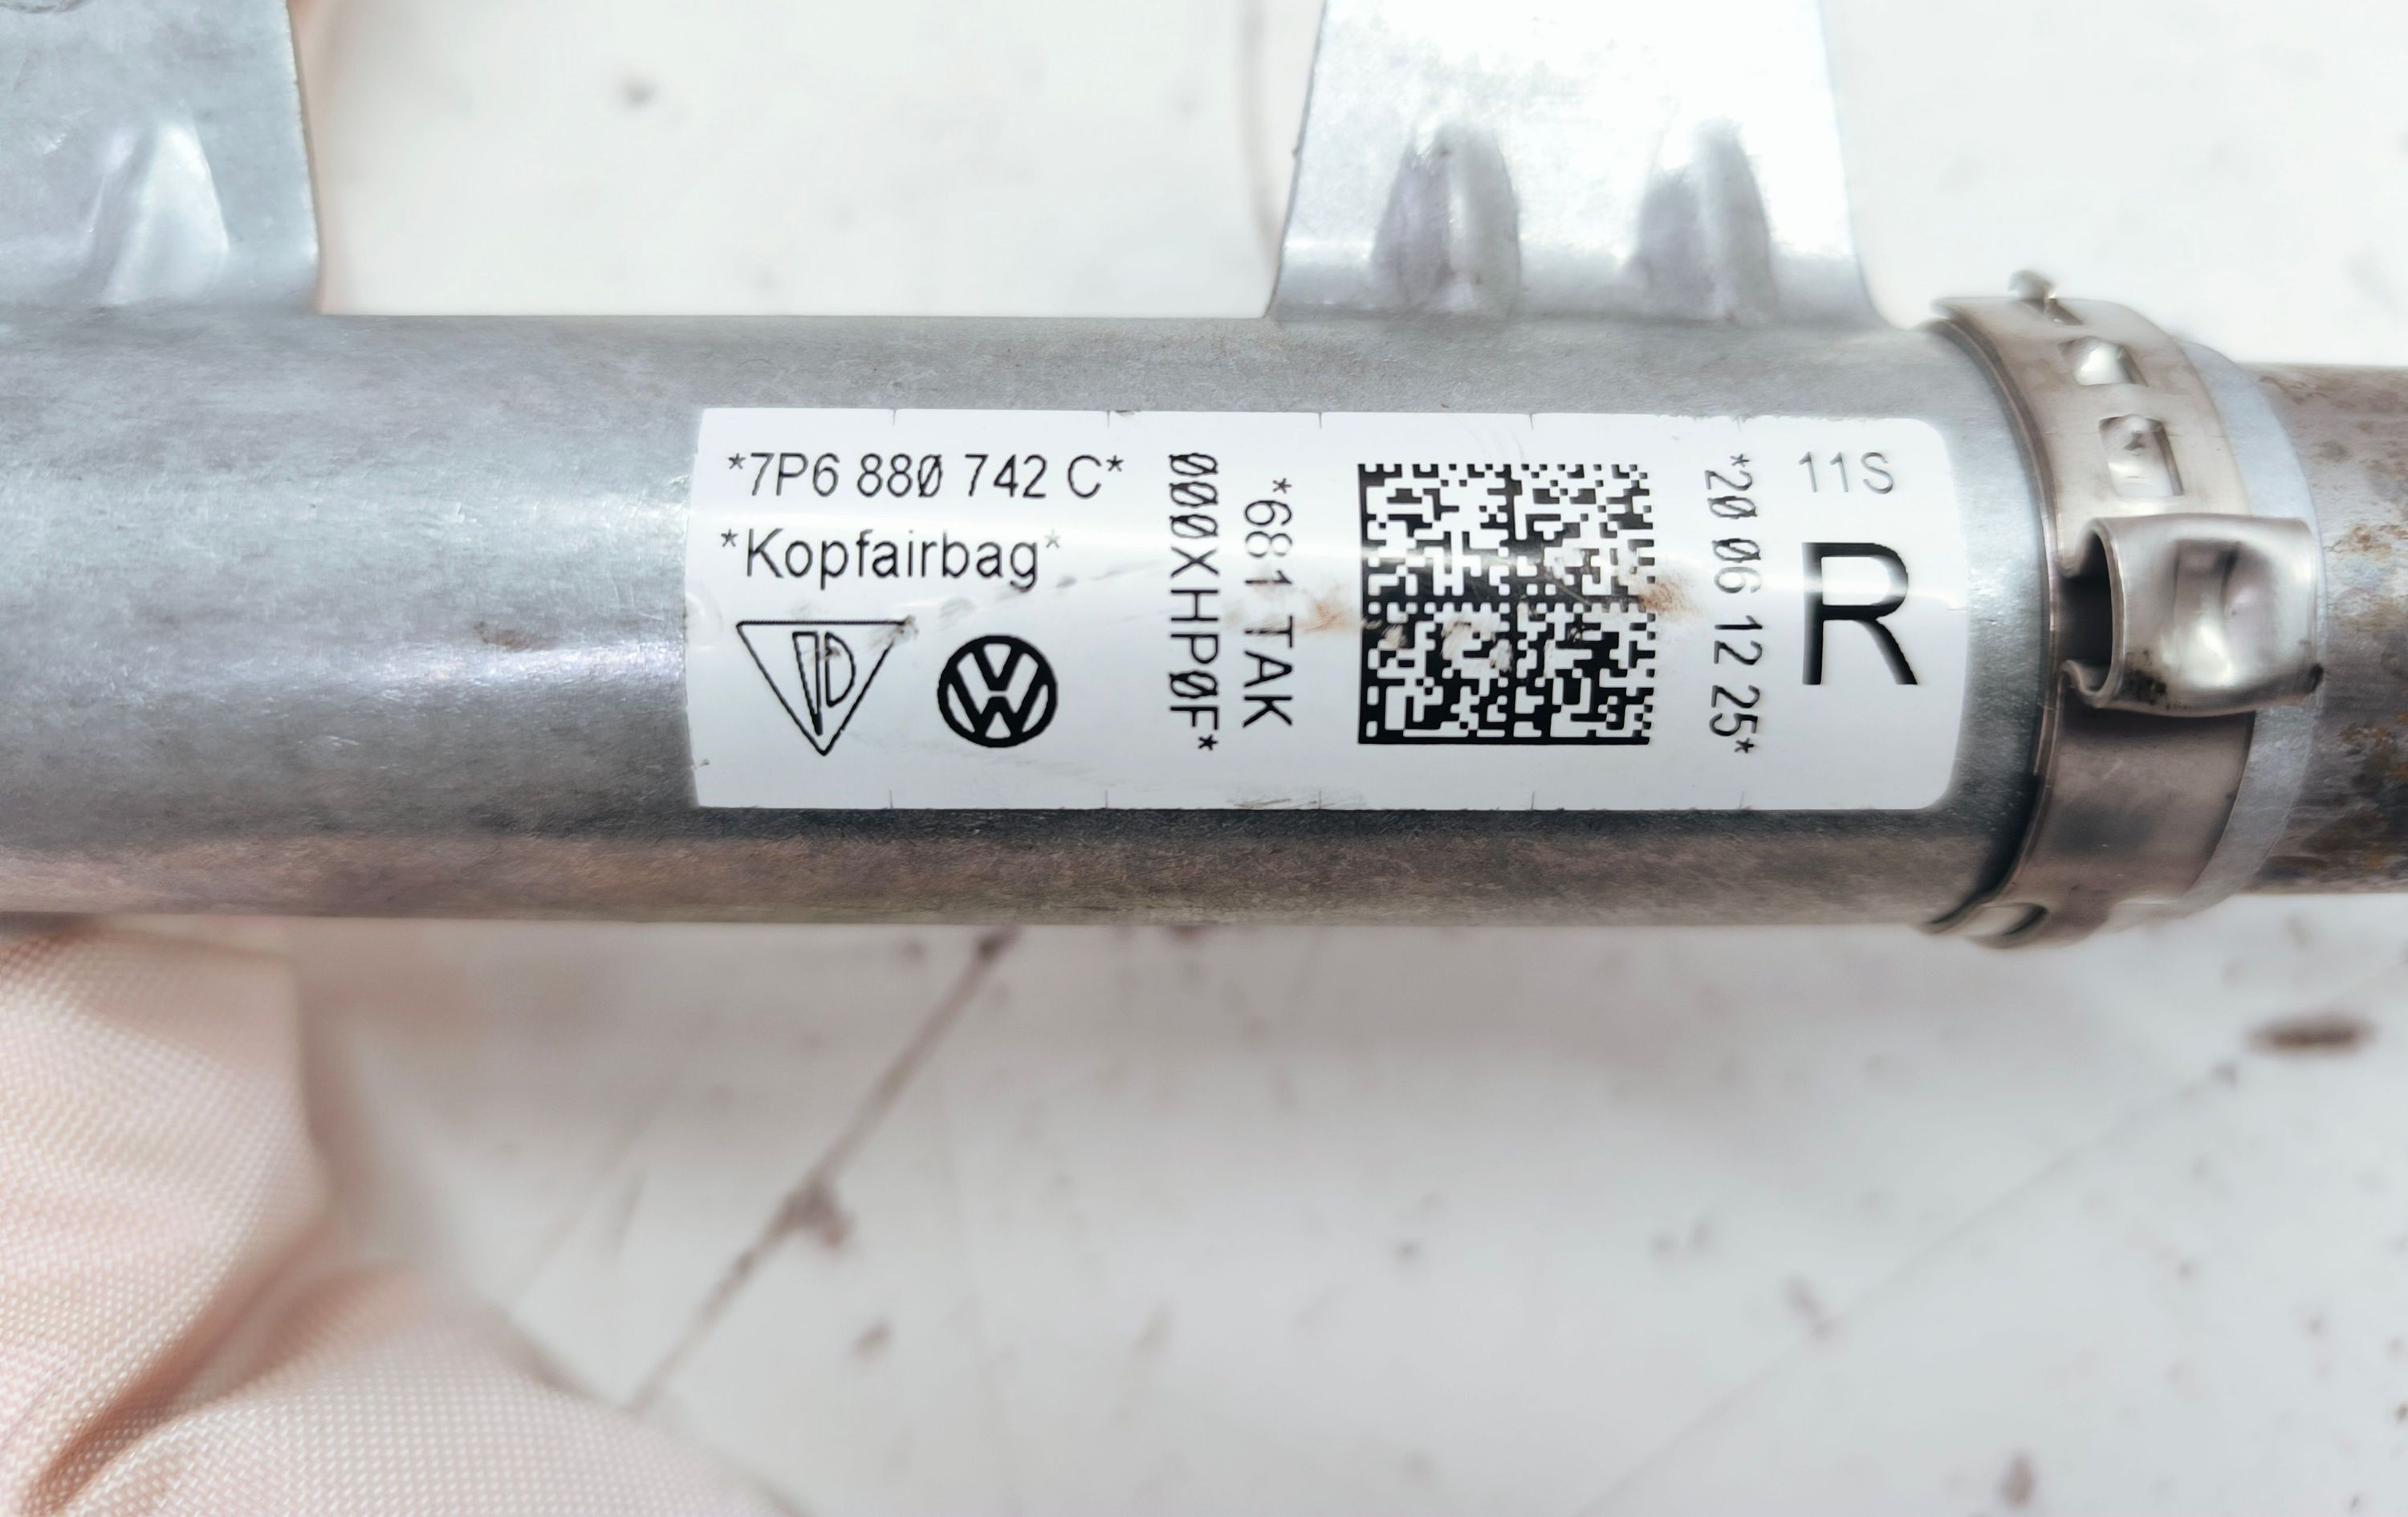 *7P6 880 742 C*
*Kopfairbag*
000XHP0F*
*681 TAK
*20 06 12 25*
11S
R